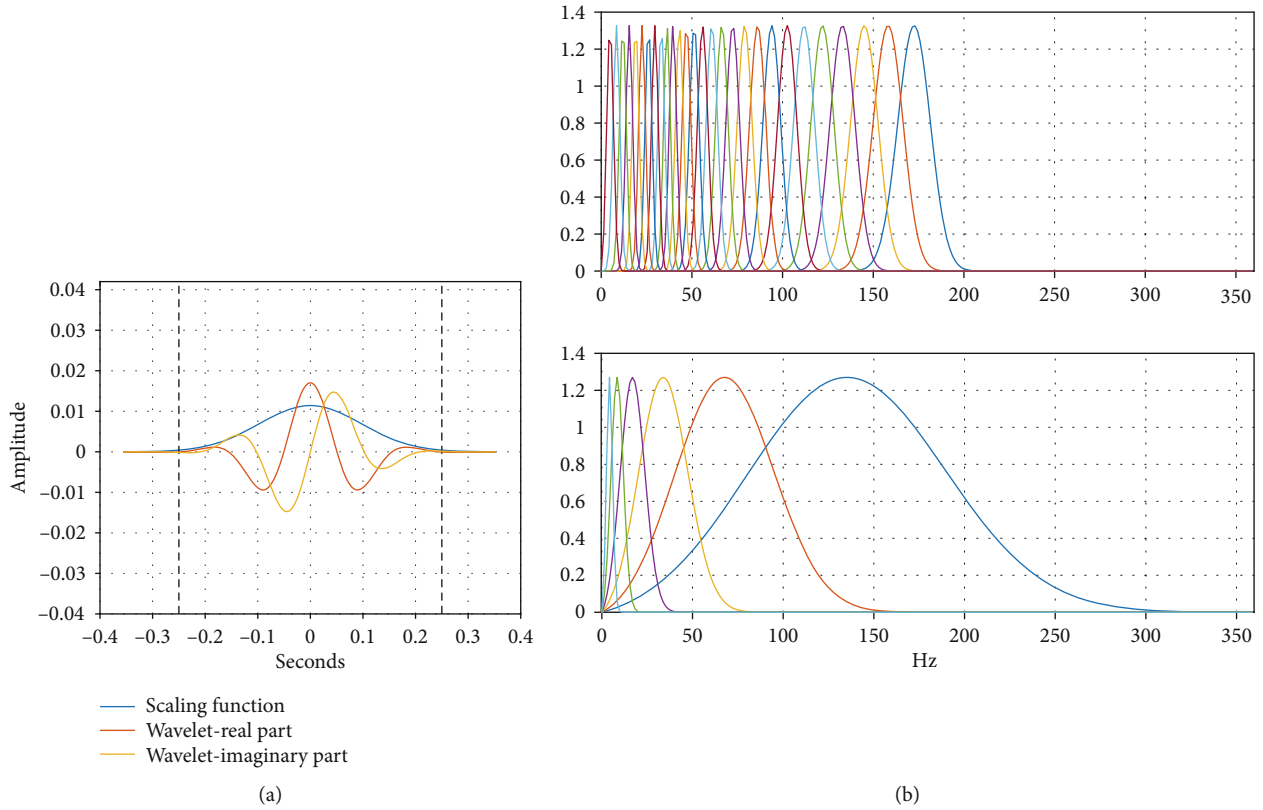 0.04
0.03
0.02
0.01
0
–0.01
–0.02
–0.03
–0.04
Amplitude
–0.4 –0.3 –0.2 –0.1 0 0.1 0.2 0.3 0.4
Seconds
Scaling function
Wavelet-real part
Wavelet-imaginary part
(a)
1.4
1.2
1
0.8
0.6
0.4
0.2
0
0 50 100 150 200 250 300 350
1.4
1.2
1
0.8
0.6
0.4
0.2
0
0 50 100 150 200 250 300 350
Hz
(b)